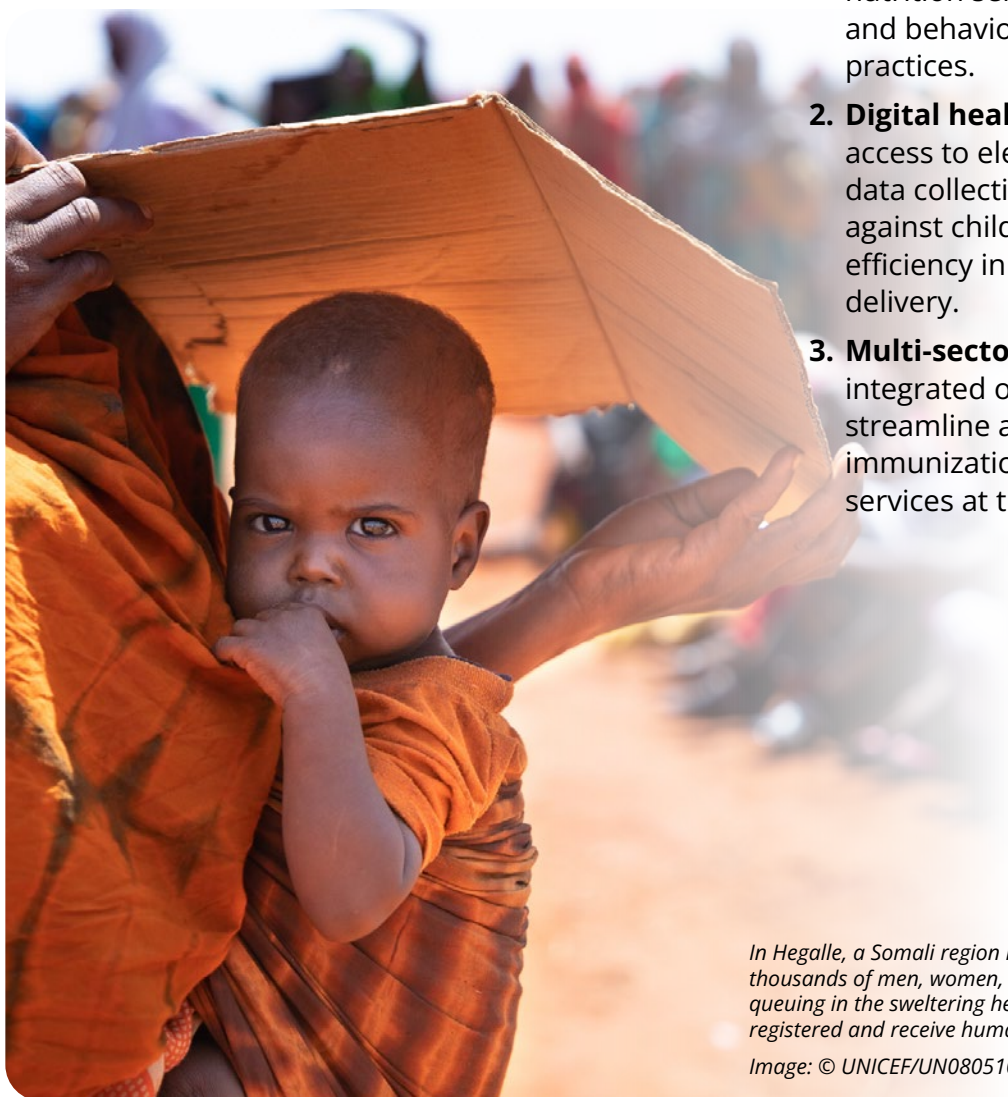 and behavio
practices.
2. Digital heal
access to ele
data collecti
against child
efficiency in
delivery.
3. Multi-secto
integrated o
streamline a
immunizatio
services at t
In Hegalle, a Somali region
thousands of men, women,
queuing in the sweltering he
registered and receive huma
Image: © UNICEF/UN080510